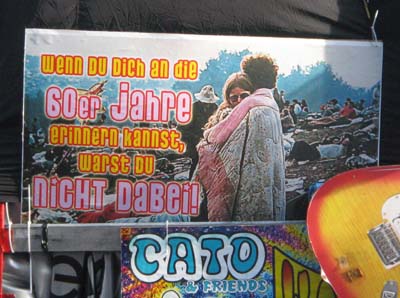 Wenn Du Dich an die
60er Jahre
erinnern kannst,
warst Du
NICHT DABEI!
CATO
& FRIENDS